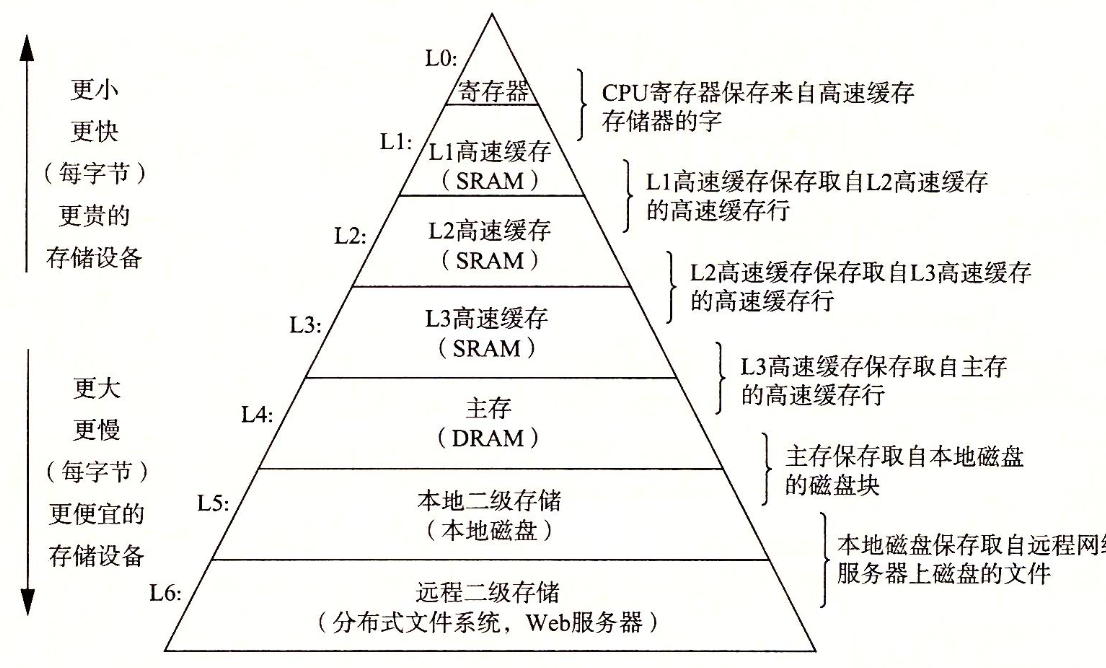 更小
更快
（每字节）
更贵的
存储设备
更大
更慢
（每字节）
更便宜的
存储设备
L0:
寄存器
CPU寄存器保存来自高速缓存
存储器的字
L1:
L1高速缓存
（SRAM）
L1高速缓存保存取自L2高速缓存
的高速缓存行
L2:
L2高速缓存
（SRAM）
L2高速缓存保存取自L3高速缓存
的高速缓存行
L3:
L3高速缓存
（SRAM）
L3高速缓存保存取自主存
的高速缓存行
L4:
主存
（DRAM）
主存保存取自本地磁盘
的磁盘块
L5:
本地二级存储
（本地磁盘）
本地磁盘保存取自远程网络
服务器上磁盘的文件
L6:
远程二级存储
（分布式文件系统，Web服务器）